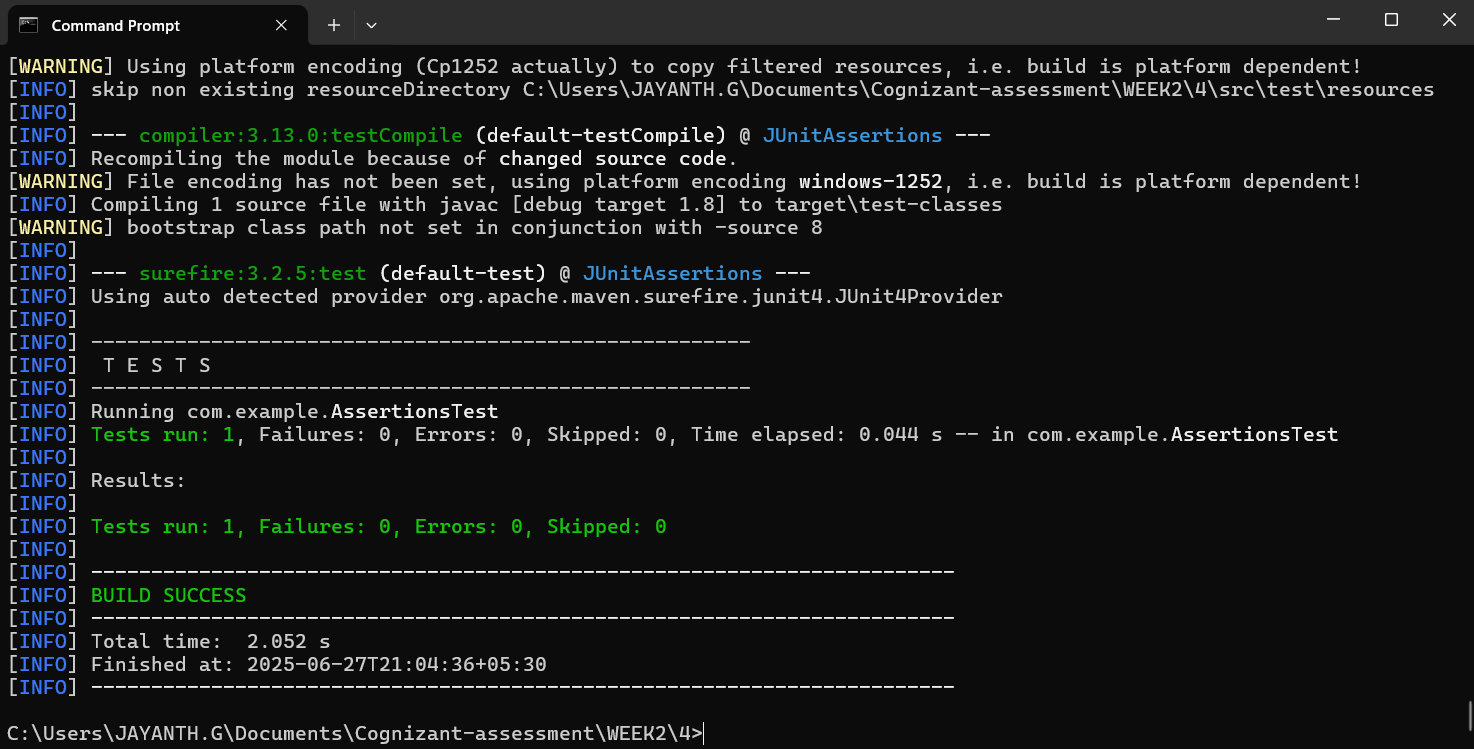 Command Prompt
[WARNING] Using platform encoding (Cp1252 actually) to copy filtered resources, i.e. build is platform dependent!
[INFO] skip non existing resourceDirectory C:\Users\JAYANTH.G\Documents\Cognizant-assessment\WEEK2\4\src\test\resources
[INFO]
[INFO] --- compiler:3.13.0:testCompile (default-testCompile) @ JUnitAssertions ---
[INFO] Recompiling the module because of changed source code.
[WARNING] File encoding has not been set, using platform encoding windows-1252, i.e. build is platform dependent!
[INFO] Compiling 1 source file with javac [debug target 1.8] to target\test-classes
[WARNING] bootstrap class path not set in conjunction with -source 8
[INFO]
[INFO] --- surefire:3.2.5:test (default-test) @ JUnitAssertions ---
[INFO] Using auto detected provider org.apache.maven.surefire.junit4.JUnit4Provider
[INFO]
[INFO] -------------------------------------------------------
[INFO]  T E S T S
[INFO] -------------------------------------------------------
[INFO] Running com.example.AssertionsTest
[INFO] Tests run: 1, Failures: 0, Errors: 0, Skipped: 0, Time elapsed: 0.044 s -- in com.example.AssertionsTest
[INFO]
[INFO] Results:
[INFO]
[INFO] Tests run: 1, Failures: 0, Errors: 0, Skipped: 0
[INFO]
[INFO] ------------------------------------------------------------------------
[INFO] BUILD SUCCESS
[INFO] ------------------------------------------------------------------------
[INFO] Total time:  2.052 s
[INFO] Finished at: 2025-06-27T21:04:36+05:30
[INFO] ------------------------------------------------------------------------
C:\Users\JAYANTH.G\Documents\Cognizant-assessment\WEEK2\4>